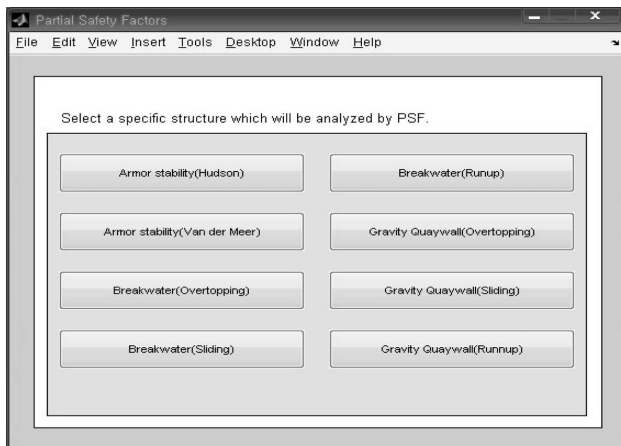 Partial Safety Factors
File Edit View Insert Tools Desktop Window Help
Select a specific structure which will be analyzed by PSF.
Armor stability(Hudson)
Breakwater(Runup)
Armor stability(Van der Meer)
Gravity Quaywall(Overtopping)
Breakwater(Overtopping)
Gravity Quaywall(Sliding)
Breakwater(Sliding)
Gravity Quaywall(Runnup)